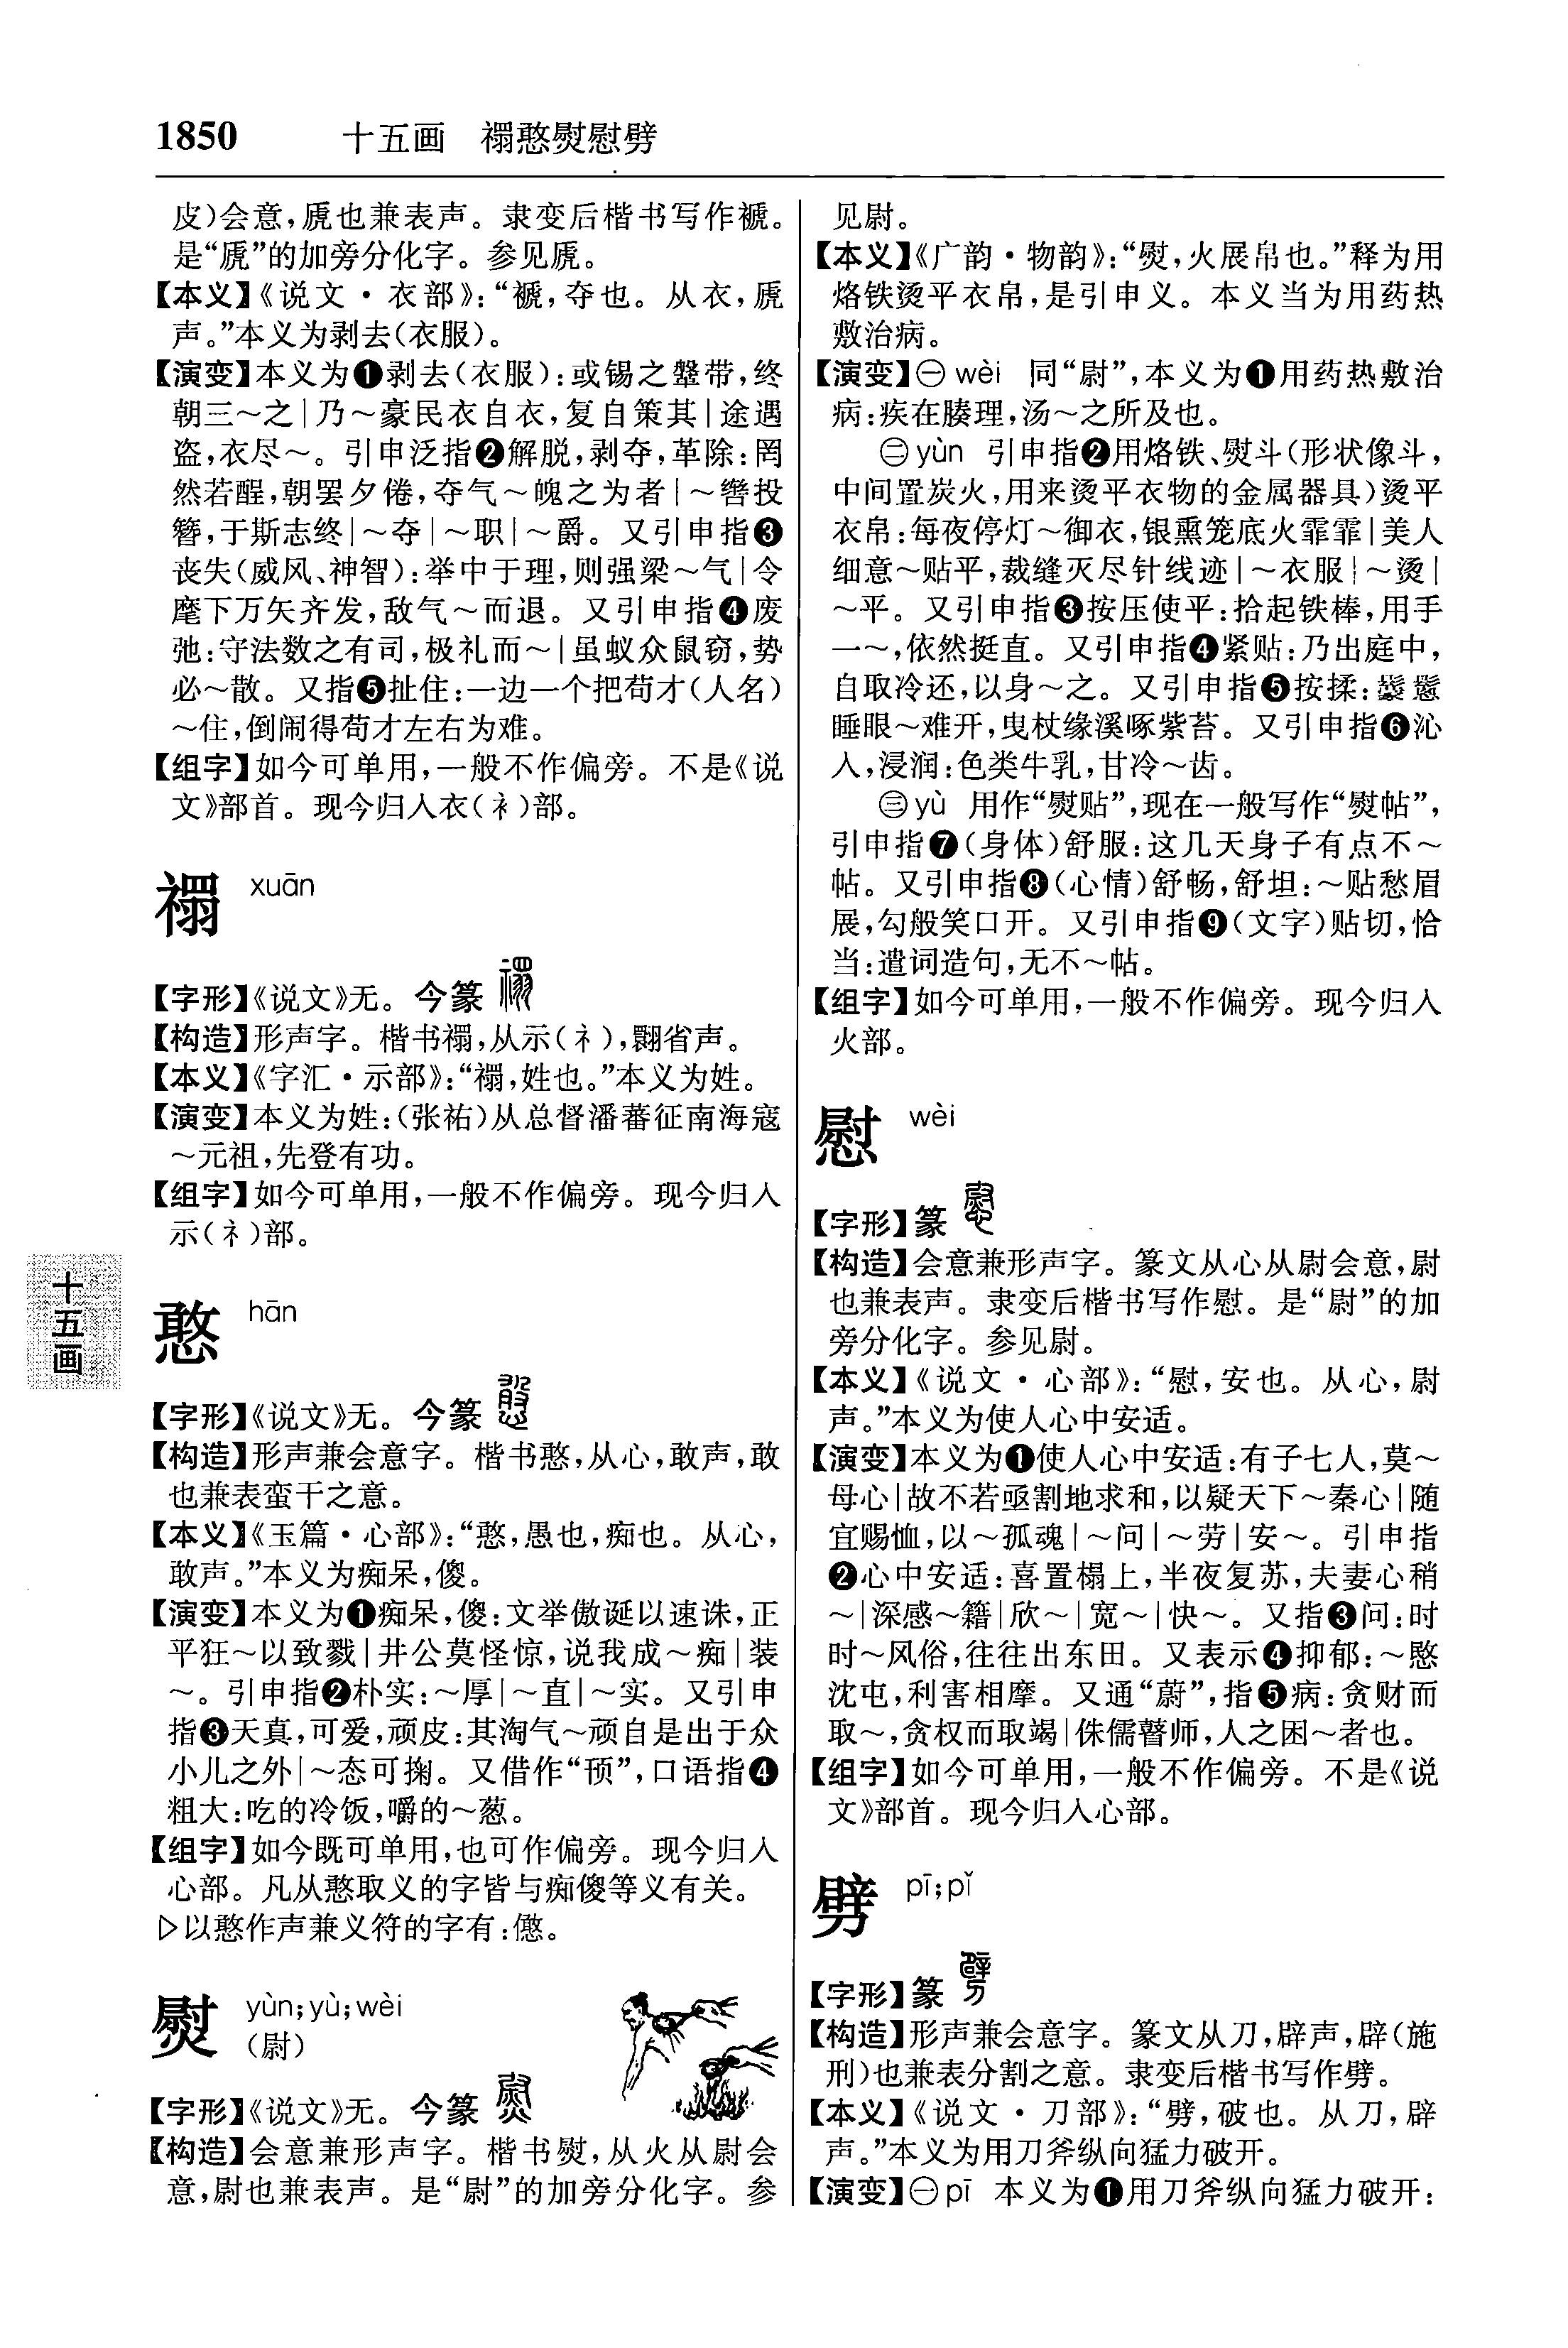 1850 十五画 禤憨熨慰劈
皮)会意,虒也兼表声。隶变后楷书写作褫。
是“虒”的加旁分化字。参见虒。
【本义】《说文·衣部》:“褫,夺也。从衣,虒
声。”本义为剥去(衣服)。
【演变】本义为❶剥去(衣服):或锡之鞶带,终
朝三～之|乃～豪民衣自衣,复自策其|途遇
盗,衣尽～。引申泛指❷解脱,剥夺,革除:罔
然若酲,朝罢夕倦,夺气～魄之为者|～辔投
簪,于斯志终|～夺|～职|～爵。又引申指❸
丧失(威风、神智):举中于理,则强梁～气|令
麾下万矢齐发,敌气～而退。又引申指❹废
弛:守法数之有司,极礼而～|虽蚁众鼠窃,势
必～散。又指❺扯住:一边一个把苟才(人名)
～住,倒闹得苟才左右为难。
【组字】如今可单用,一般不作偏旁。不是《说
文》部首。现今归入衣(衤)部。
禤 xuān
【字形】《说文》无。今篆
【构造】形声字。楷书禤,从示(礻),翾省声。
【本义】《字汇·示部》:“禤,姓也。”本义为姓。
【演变】本义为姓:(张祐)从总督潘蕃征南海寇
～元祖,先登有功。
【组字】如今可单用,一般不作偏旁。现今归入
示(礻)部。
十五画
憨 hān
【字形】《说文》无。今篆
【构造】形声兼会意字。楷书憨,从心,敢声,敢
也兼表蛮干之意。
【本义】《玉篇·心部》:“憨,愚也,痴也。从心,
敢声。”本义为痴呆,傻。
【演变】本义为❶痴呆,傻:文举傲诞以速诛,正
平狂～以致戮|井公莫怪惊,说我成～痴|装
～。引申指❷朴实:～厚|～直|～实。又引申
指❸天真,可爱,顽皮:其淘气～顽自是出于众
小儿之外|～态可掬。又借作“预”,口语指❹
粗大:吃的冷饭,嚼的～葱。
【组字】如今既可单用,也可作偏旁。现今归入
心部。凡从憨取义的字皆与痴傻等义有关。
▷以憨作声兼义符的字有:㦑。
熨 yùn;yù;wèi
(尉)
【字形】《说文》无。今篆
【构造】会意兼形声字。楷书熨,从火从尉会
意,尉也兼表声。是“尉”的加旁分化字。参
见尉。
【本义】《广韵·物韵》:“熨,火展帛也。”释为用
烙铁烫平衣帛,是引申义。本义当为用药热
敷治病。
【演变】㊀wèi 同“尉”,本义为❶用药热敷治
病:疾在腠理,汤～之所及也。
㊁yùn 引申指❷用烙铁、熨斗(形状像斗,
中间置炭火,用来烫平衣物的金属器具)烫平
衣帛:每夜停灯～御衣,银熏笼底火霏霏|美人
细意～贴平,裁缝灭尽针线迹|～衣服|～烫|
～平。又引申指❸按压使平:拾起铁棒,用手
一～,依然挺直。又引申指❹紧贴:乃出庭中,
自取冷还,以身～之。又引申指❺按揉:
睡眼～难开,曳杖缘溪啄紫苔。又引申指❻沁
人,浸润:色类牛乳,甘冷～齿。
㊂yù 用作“熨贴”,现在一般写作“熨帖”,
引申指❼(身体)舒服:这几天身子有点不～
帖。又引申指❽(心情)舒畅,舒坦:～贴愁眉
展,勾般笑口开。又引申指❾(文字)贴切,恰
当:遣词造句,无不～帖。
【组字】如今可单用,一般不作偏旁。现今归入
火部。
慰 wèi
【字形】篆
【构造】会意兼形声字。篆文从心从尉会意,尉
也兼表声。隶变后楷书写作慰。是“尉”的加
旁分化字。参见尉。
【本义】《说文·心部》:“慰,安也。从心,尉
声。”本义为使人心中安适。
【演变】本义为❶使人心中安适:有子七人,莫～
母心|故不若亟割地求和,以疑天下～秦心|随
宜赐恤,以～孤魂|～问|～劳|安～。引申指
❷心中安适:喜置榻上,半夜复苏,夫妻心稍
～|深感～籍|欣～|宽～|快～。又指❸问:时
时～风俗,往往出东田。又表示❹抑郁:～愍
沈屯,利害相摩。又通“蔚”,指❺病:贪财而
取～,贪权而取竭|侏儒瞽师,人之困～者也。
【组字】如今可单用,一般不作偏旁。不是《说
文》部首。现今归入心部。
劈 pī;pǐ
【字形】篆
【构造】形声兼会意字。篆文从刀,辟声,辟(施
刑)也兼表分割之意。隶变后楷书写作劈。
【本义】《说文·刀部》:“劈,破也。从刀,辟
声。”本义为用刀斧纵向猛力破开。
【演变】㊀pī 本义为❶用刀斧纵向猛力破开: